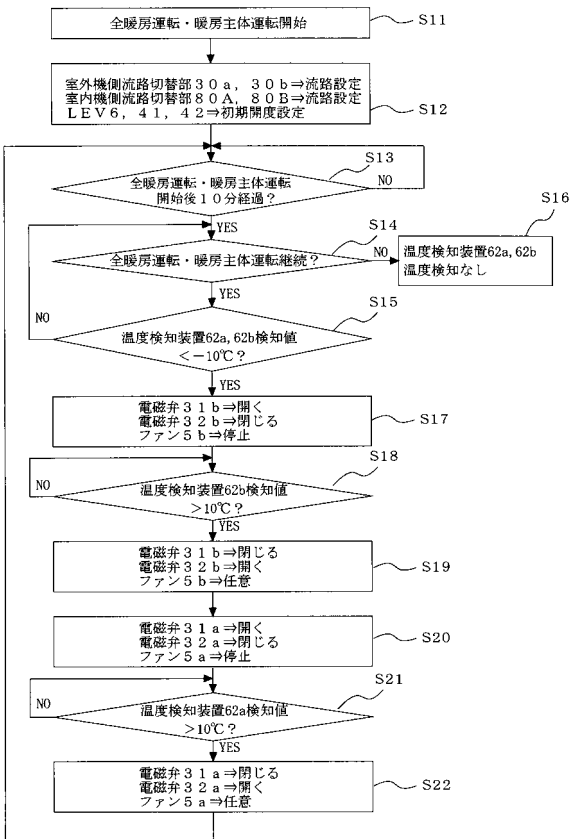 全暖房運転・暖房主体運転開始
S11
室外機側流路切替部30a,30b⇒流路設定
室内機側流路切替部80A,80B⇒流路設定
LEV6,41,42⇒初期開度設定
S12
S13
全暖房運転・暖房主体運転
開始後10分経過?
NO
YES
S14
全暖房運転・暖房主体運転継続?
NO
S16
温度検知装置62a,62b
温度検知なし
YES
S15
NO
温度検知装置62a,62b検知値
<-10℃?
YES
電磁弁31b⇒開く
電磁弁32b⇒閉じる
ファン5b⇒停止
S17
S18
NO
温度検知装置62b検知値
>10℃?
YES
電磁弁31b⇒閉じる
電磁弁32b⇒開く
ファン5b⇒任意
S19
電磁弁31a⇒開く
電磁弁32a⇒閉じる
ファン5a⇒停止
S20
S21
NO
温度検知装置62a検知値
>10℃?
YES
電磁弁31a⇒閉じる
電磁弁32a⇒開く
ファン5a⇒任意
S22